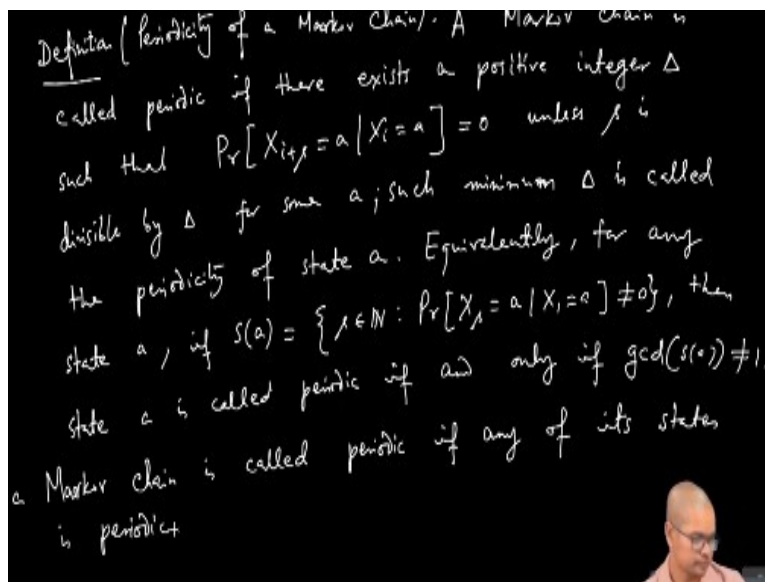 Definition (Periodicity of a Markov Chain). A Markov Chain is
called periodic if there exists a positive integer Δ
such that Pr[X_{i+s} = a | X_i = a] = 0 unless s is
divisible by Δ for some a; such minimum Δ is called
the periodicity of state a. Equivalently, for any
state a, if S(a) = {s ∈ ℕ : Pr[X_s = a | X_1 = a] ≠ 0}, then
state a is called periodic if and only if gcd(S(a)) ≠ 1,
a Markov Chain is called periodic if any of its states
is periodic.